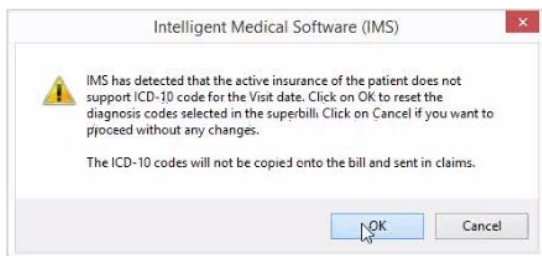 Intelligent Medical Software (IMS)
IMS has detected that the active insurance of the patient does not
support ICD-10 code for the Visit date. Click on OK to reset the
diagnosis codes selected in the superbill. Click on Cancel if you want to
proceed without any changes.
The ICD-10 codes will not be copied onto the bill and sent in claims.
OK
Cancel